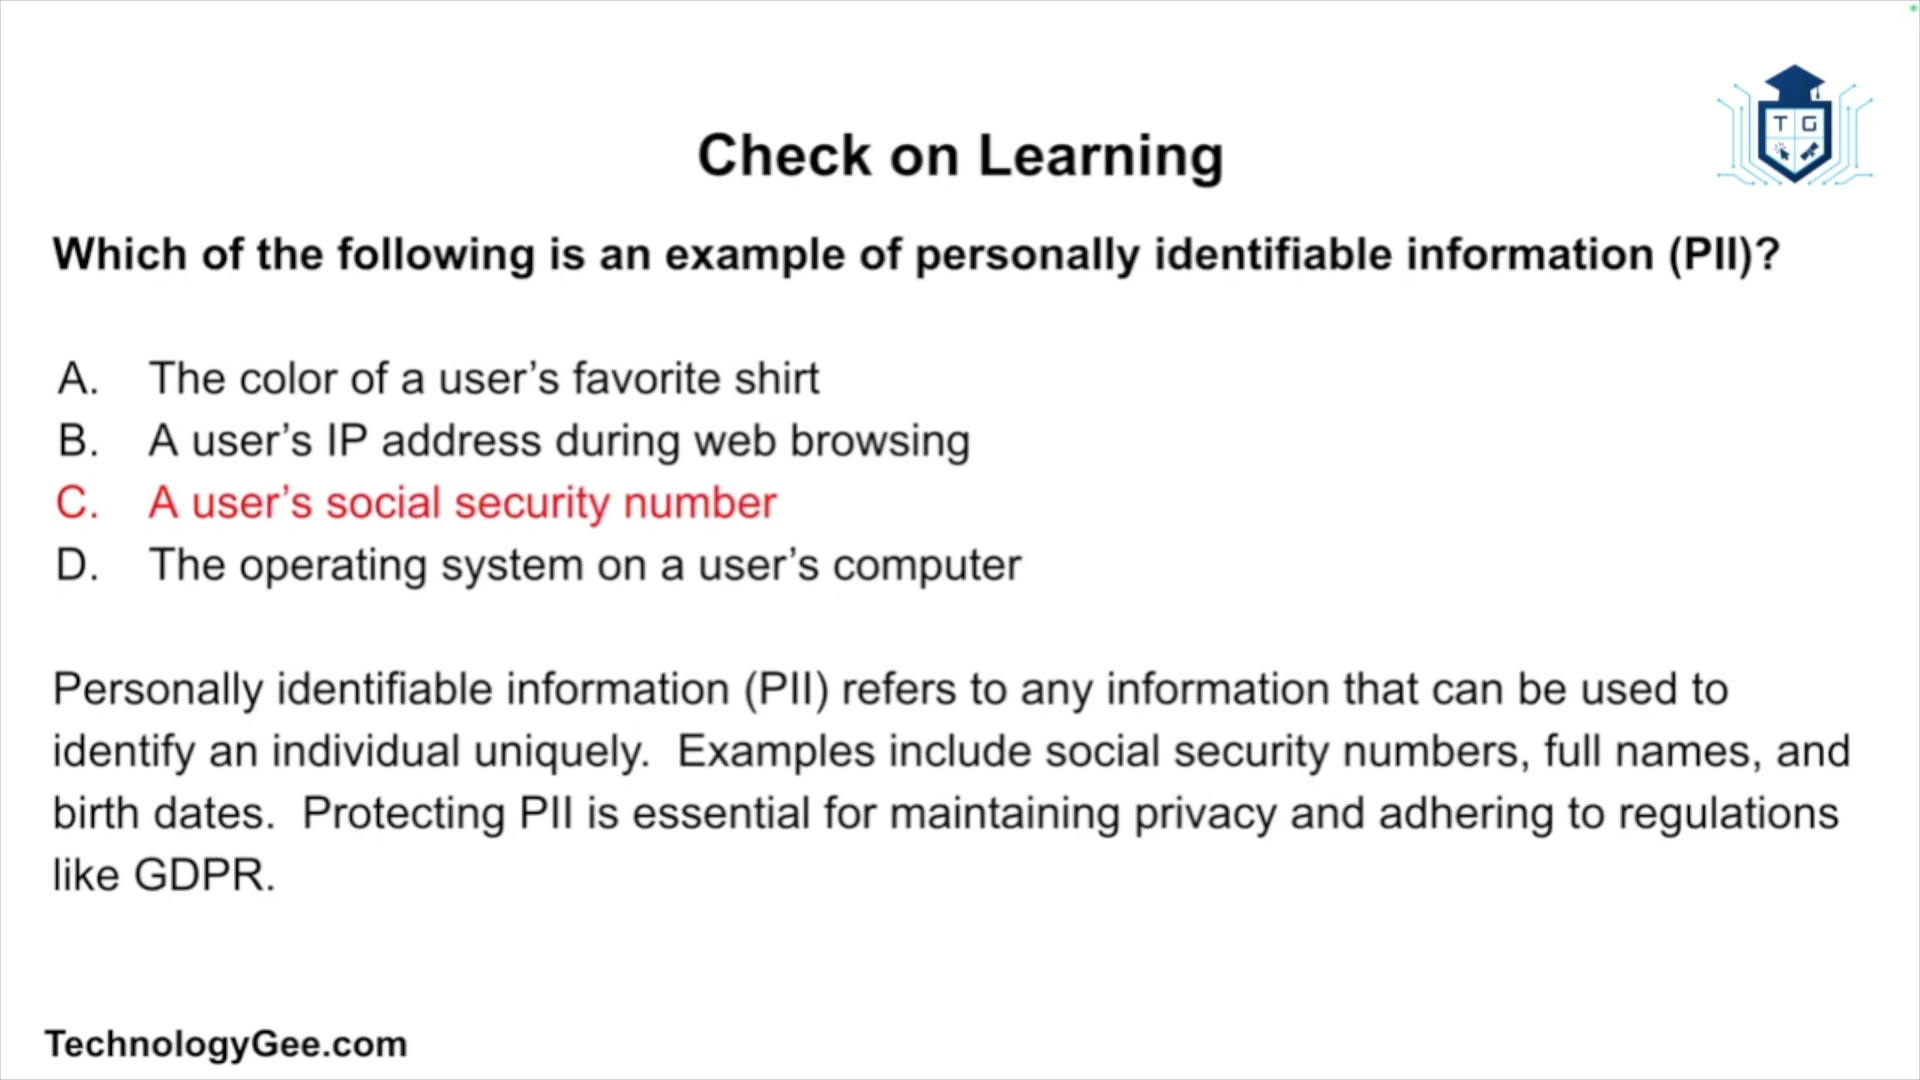 T G
Check on Learning
Which of the following is an example of personally identifiable information (PII)?
A. The color of a user’s favorite shirt
B. A user’s IP address during web browsing
C. A user’s social security number
D. The operating system on a user’s computer
Personally identifiable information (PII) refers to any information that can be used to
identify an individual uniquely.  Examples include social security numbers, full names, and
birth dates.  Protecting PII is essential for maintaining privacy and adhering to regulations
like GDPR.
TechnologyGee.com